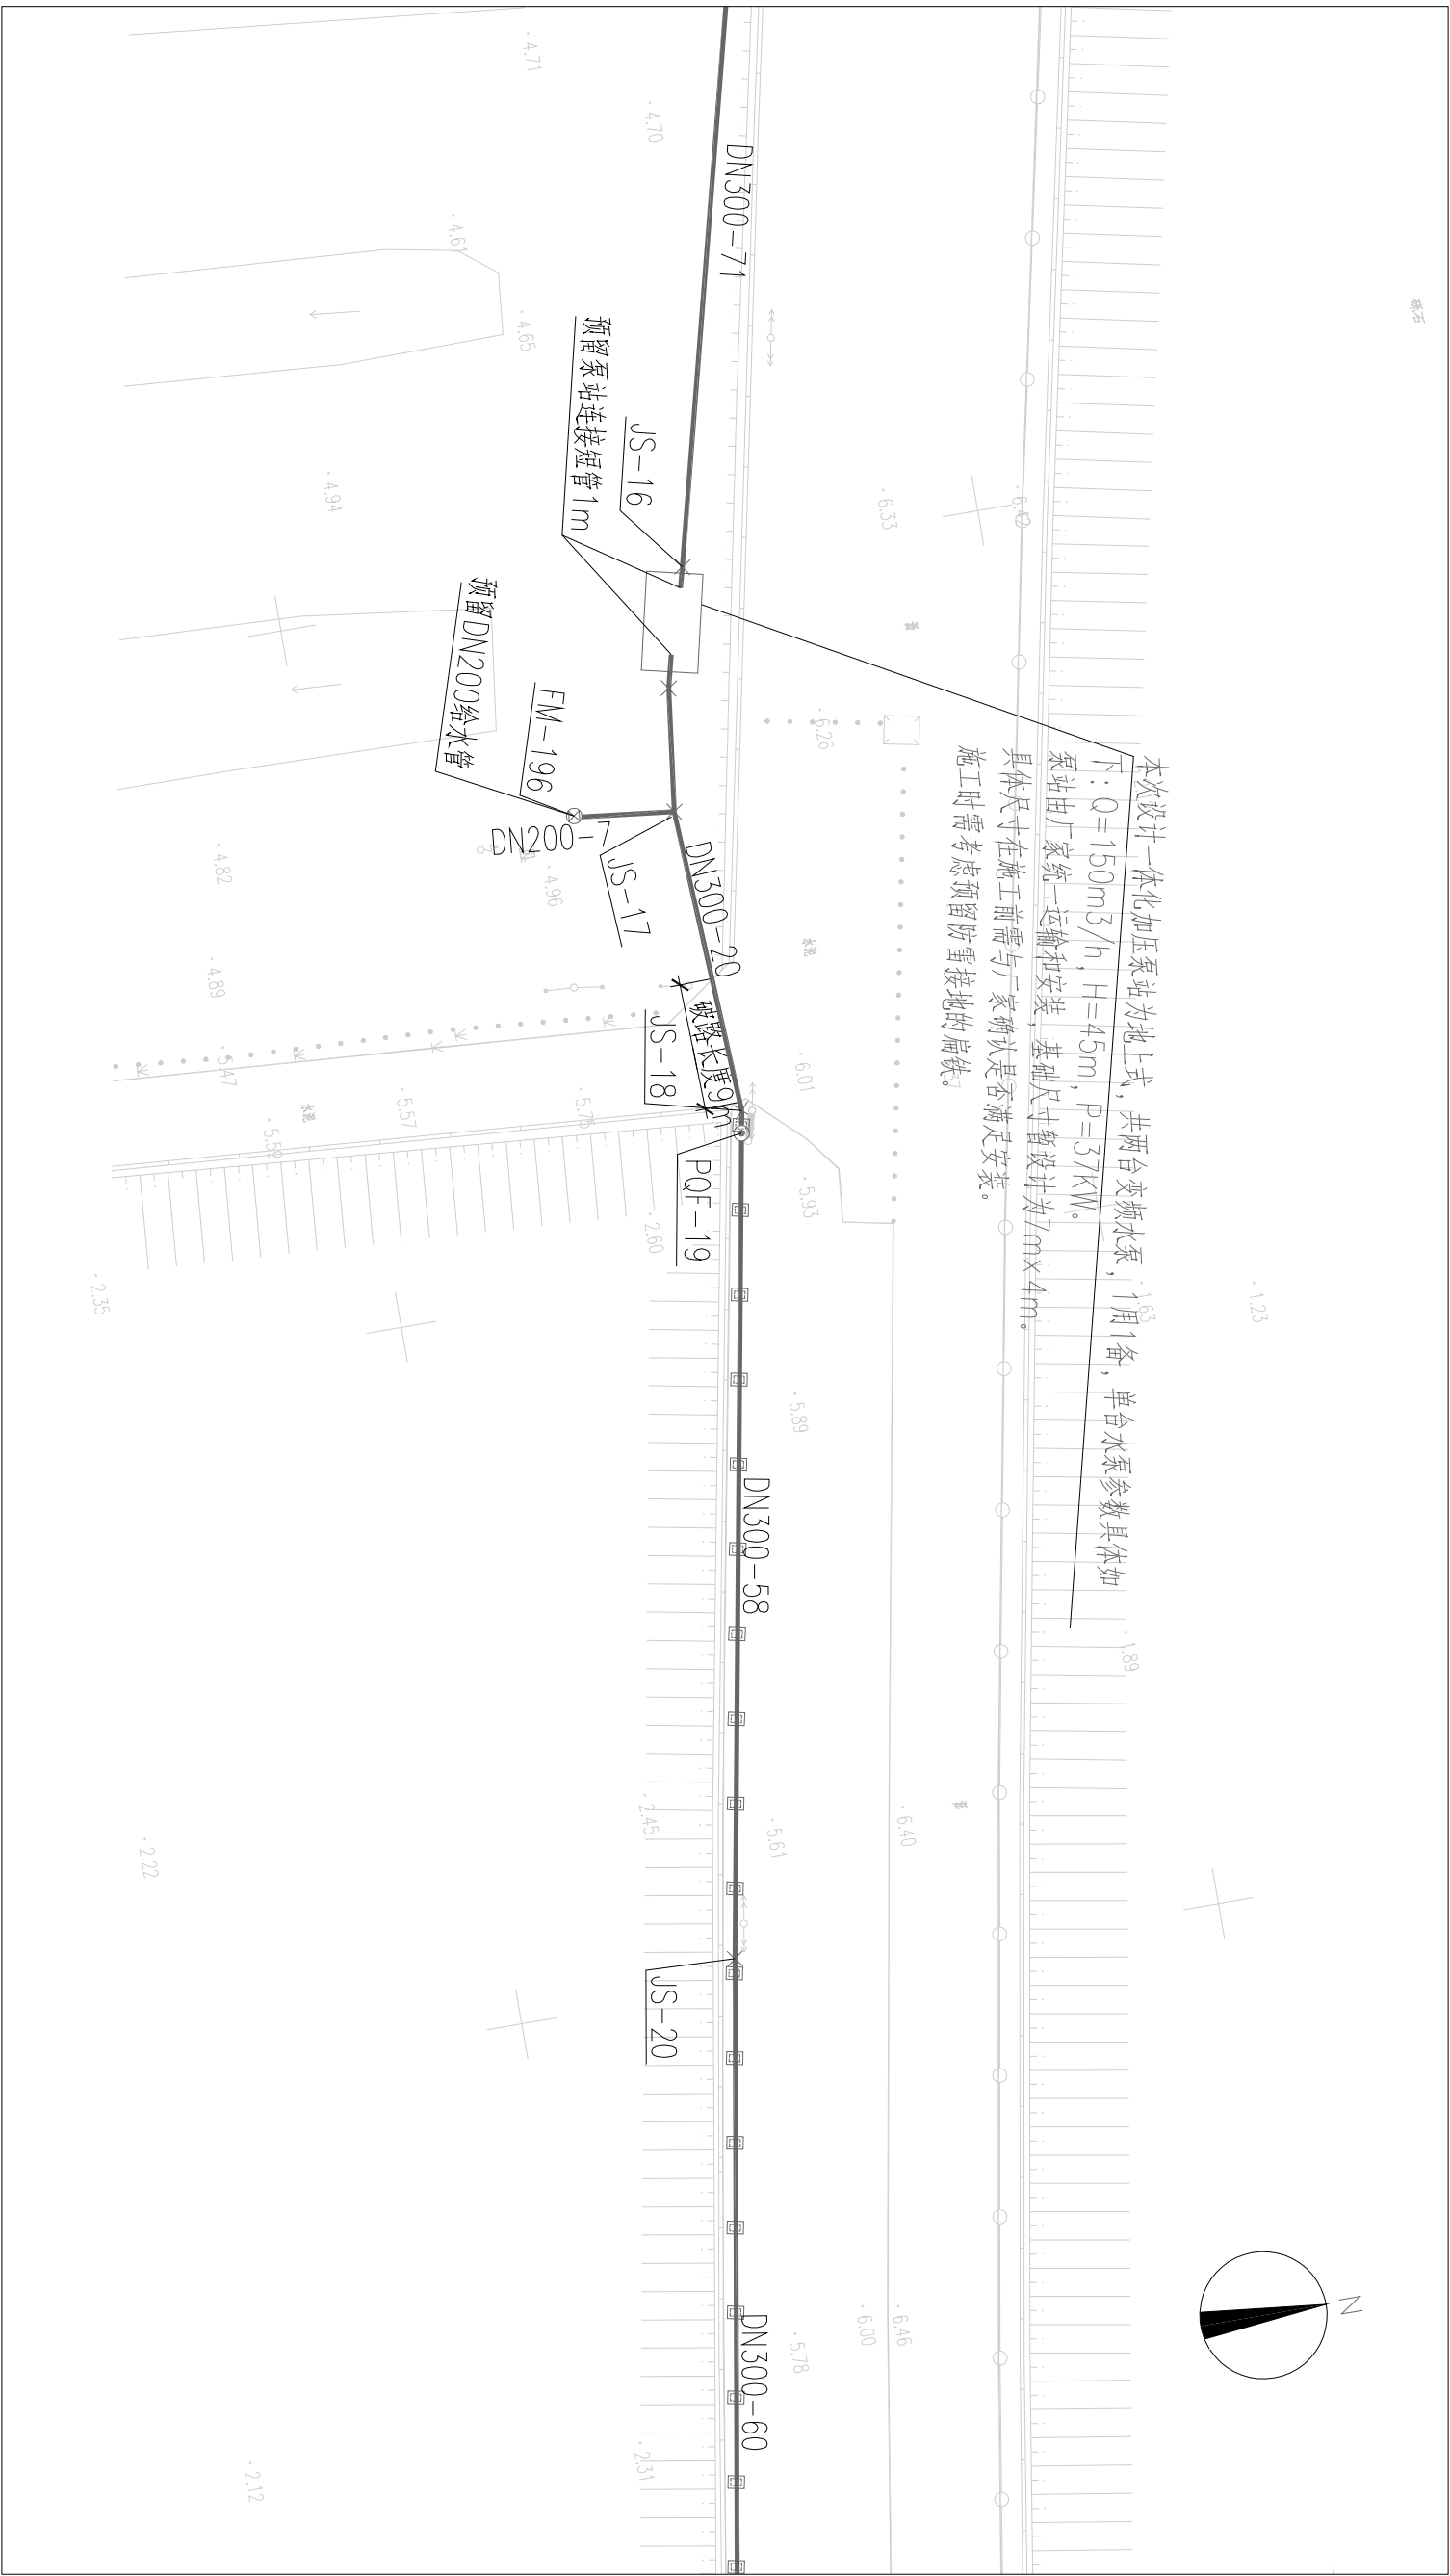 DN300-71
预留泵站连接短管1m
JS-16
预留DN200给水管
FM-196
DN200-7
JS-17
DN300-20
破路长度9m
JS-18
PQF-19
DN300-58
JS-20
DN300-60
本次设计一体化加压泵站为地上式，共两台变频水泵，1用1备，单台水泵参数具体如
下：Q=150m3/h，H=45m，P=37KW。
泵站由厂家统一运输和安装，基础尺寸暂设计为7mx4m。
具体尺寸在施工前需与厂家确认是否满足安装。
施工时需考虑预留防雷接地的扁铁。
N
4.71
4.70
4.61
4.65
4.94
6.33
6.26
4.82
4.96
4.89
6.01
5.47
5.57
5.59
5.93
2.60
2.35
1.63
1.23
5.89
1.89
2.45
5.61
6.40
2.22
6.00
6.46
5.78
2.31
2.12